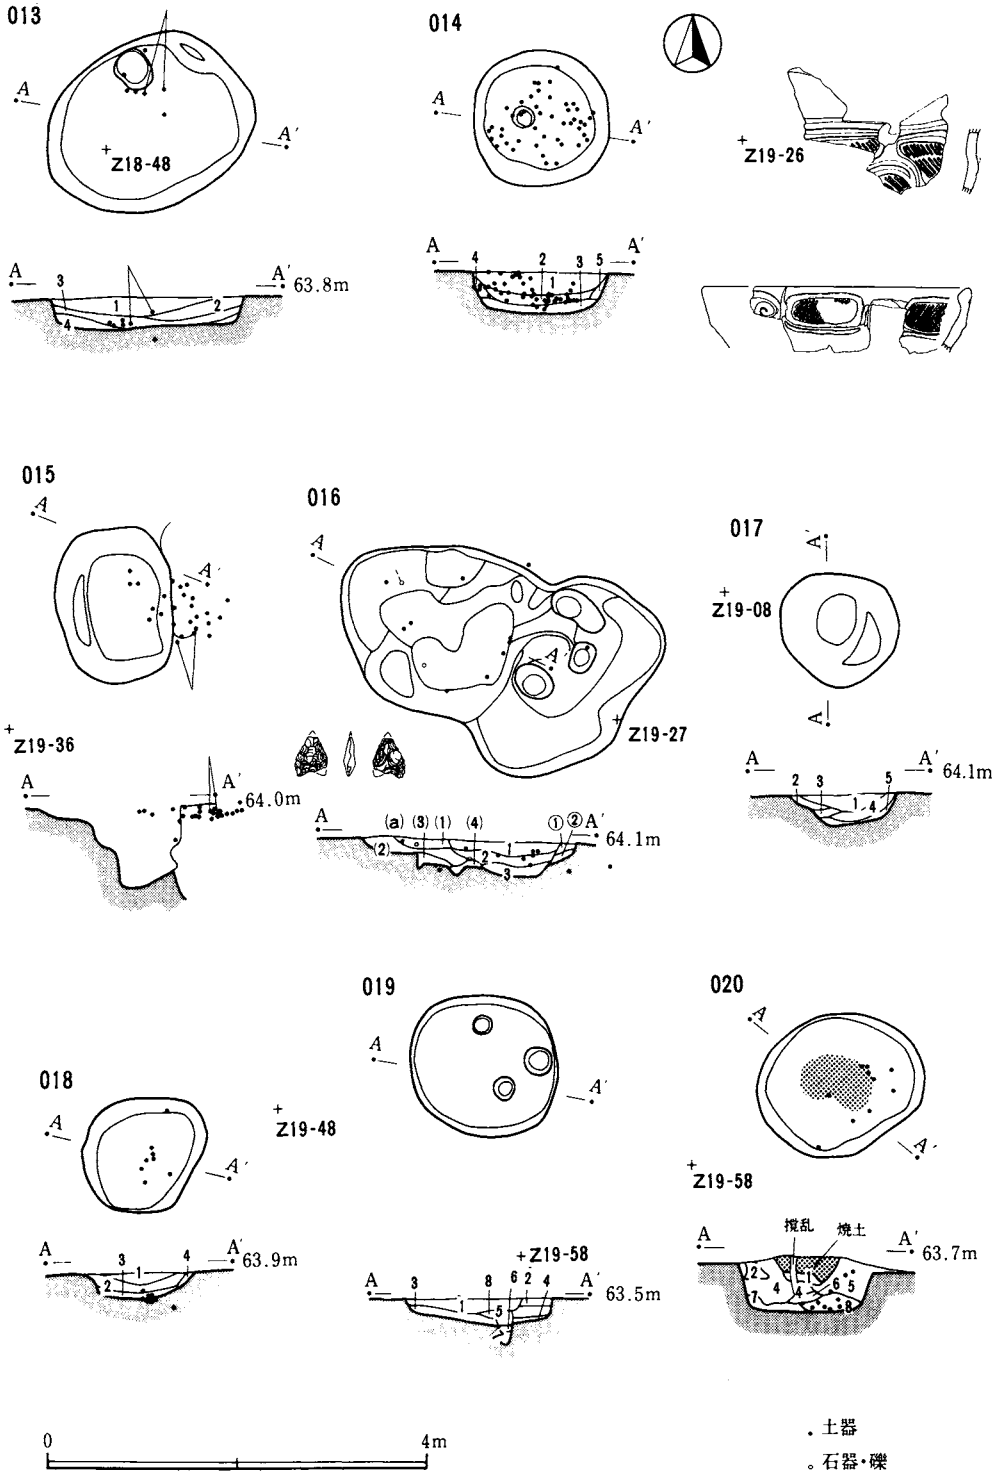 013
A
A'
Z18-48
A
A'
63.8m
3
1
2
4
014
A
A'
A
A'
4
2
1
3
5
Z19-26
015
A
A'
Z19-36
A
A'
64.0m
016
A
A'
Z19-27
A
A'
64.1m
(a)
(3)
(1)
(4)
①
②
(2)
1
2
3
017
A'
Z19-08
A
A
A'
64.1m
2
3
5
1
4
018
A
A'
Z19-48
A
A'
63.9m
3
1
4
2
019
A
A'
Z19-58
A
A'
63.5m
3
8
6
2
4
1
5
7
020
A
A'
Z19-58
撹乱
焼土
A
A'
63.7m
2
1
4
4
6
5
7
8
0
4m
土器
石器・礫